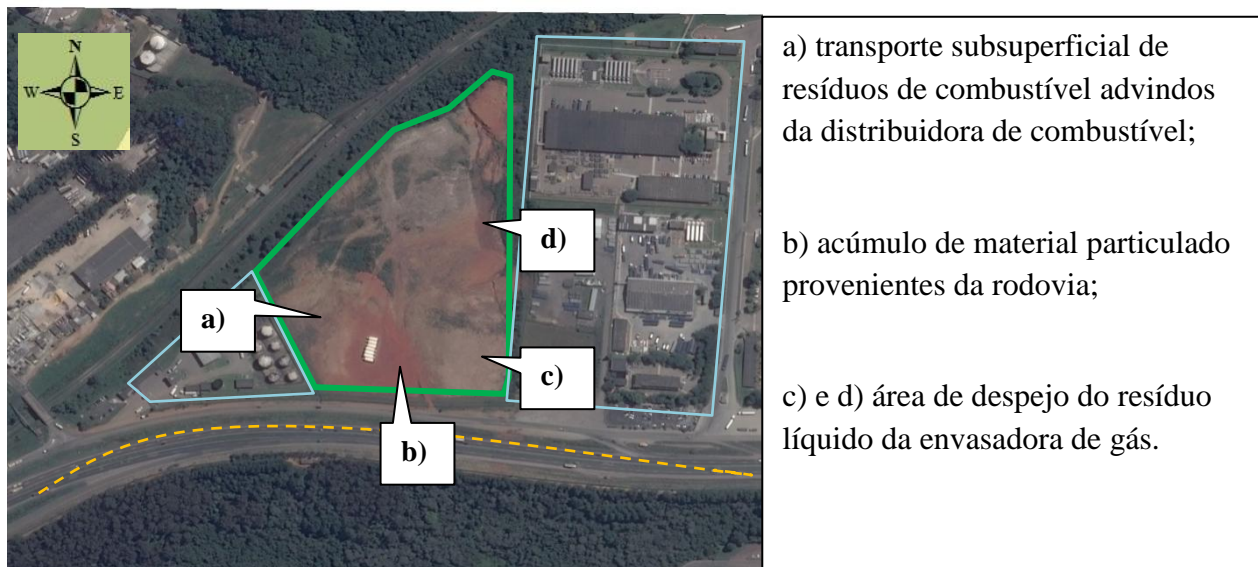 N
W E
S
a) transporte subsuperficial de
resíduos de combustível advindos
da distribuidora de combustível;
b) acúmulo de material particulado
provenientes da rodovia;
c) e d) área de despejo do resíduo
líquido da envasadora de gás.
d)
a)
c)
b)